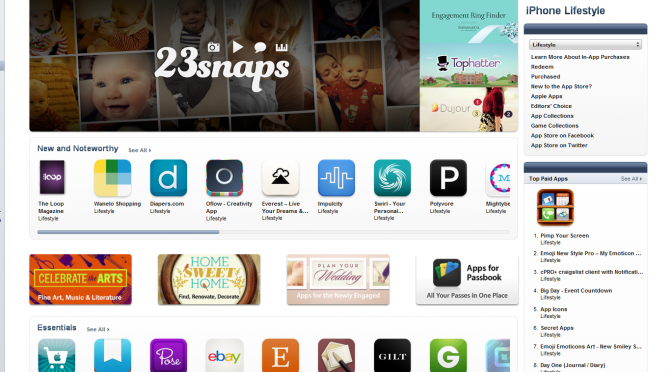 23snaps
Engagement Ring Finder
Tophatter
Dujour
1
3
2
New and Noteworthy
See All
loop
d
P
M
The Loop
Magazine
Lifestyle
Wanelo Shopping
Lifestyle
Diapers.com
Lifestyle
Oflow - Creativity
App
Lifestyle
Everest – Live
Your Dreams &...
Lifestyle
Impulcity
Lifestyle
Swirl - Your
Personal...
Lifestyle
Polyvore
Lifestyle
Mightybe
Lifestyle
CELEBRATE the ARTS
Fine Art, Music & Literature
HOME
SWEET
HOME
Find, Renovate, Decorate
PLAN YOUR
Wedding
Apps for the Newly Engaged
Apps for
Passbook
All Your Passes in One Place
Essentials
See All
Pose
ebay
E
GILT
G
iPhone Lifestyle
Lifestyle
Learn More About In-App Purchases
Redeem
Purchased
New to the App Store?
Apple Apps
Editors' Choice
App Collections
Game Collections
App Store on Facebook
App Store on Twitter
Top Paid Apps
See All
1. Pimp Your Screen
Lifestyle
2. Emoji New Style Pro – My Emoticon ...
Lifestyle
3. cPRO+ craigslist client with Notificati...
Lifestyle
4. Big Day - Event Countdown
Lifestyle
5. App Icons
Lifestyle
6. Secret Apps
Lifestyle
7. Emoji Emoticons Art - New Smiley S...
Lifestyle
8. Day One (Journal / Diary)
Lifestyle